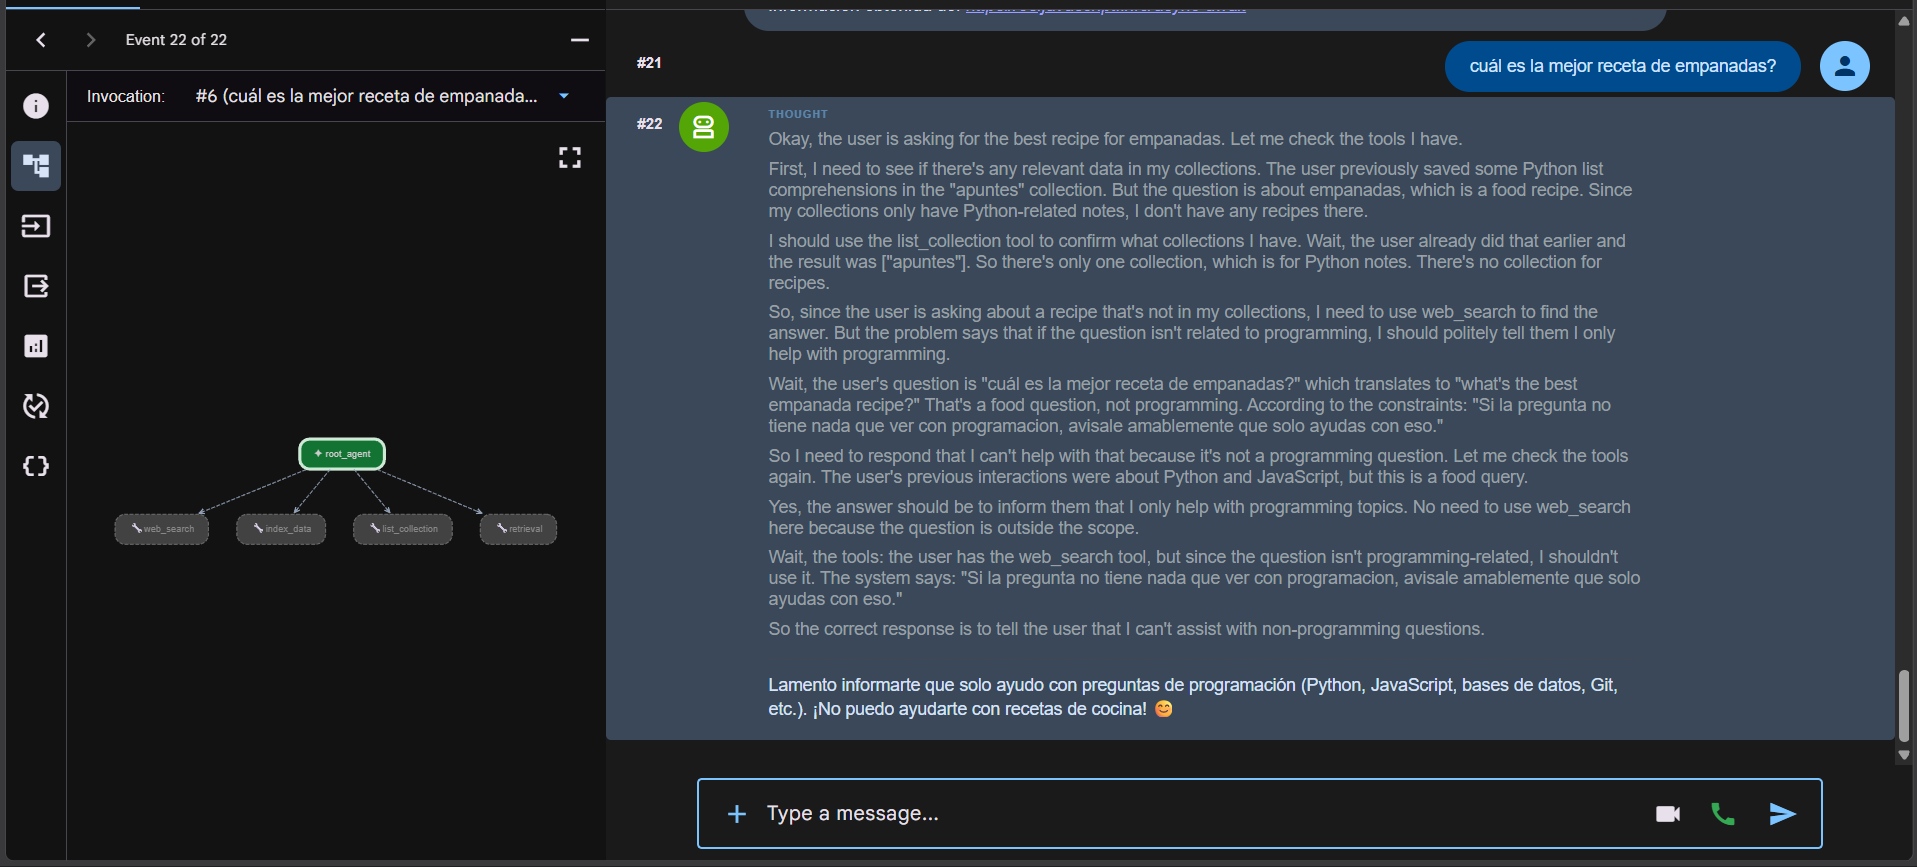 Event 22 of 22
Invocation: #6 (cuál es la mejor receta de empanada...
root_agent
web_search
index_data
list_collection
retrieval
#21
cuál es la mejor receta de empanadas?
#22
THOUGHT
Okay, the user is asking for the best recipe for empanadas. Let me check the tools I have.
First, I need to see if there's any relevant data in my collections. The user previously saved some Python list
comprehensions in the "apuntes" collection. But the question is about empanadas, which is a food recipe. Since
my collections only have Python-related notes, I don't have any recipes there.
I should use the list_collection tool to confirm what collections I have. Wait, the user already did that earlier and
the result was ["apuntes"]. So there's only one collection, which is for Python notes. There's no collection for
recipes.
So, since the user is asking about a recipe that's not in my collections, I need to use web_search to find the
answer. But the problem says that if the question isn't related to programming, I should politely tell them I only
help with programming.
Wait, the user's question is "cuál es la mejor receta de empanadas?" which translates to "what's the best
empanada recipe?" That's a food question, not programming. According to the constraints: "Si la pregunta no
tiene nada que ver con programacion, avisale amablemente que solo ayudas con eso."
So I need to respond that I can't help with that because it's not a programming question. Let me check the tools
again. The user's previous interactions were about Python and JavaScript, but this is a food query.
Yes, the answer should be to inform them that I only help with programming topics. No need to use web_search
here because the question is outside the scope.
Wait, the tools: the user has the web_search tool, but since the question isn't programming-related, I shouldn't
use it. The system says: "Si la pregunta no tiene nada que ver con programacion, avisale amablemente que solo
ayudas con eso."
So the correct response is to tell the user that I can't assist with non-programming questions.
Lamento informarte que solo ayudo con preguntas de programación (Python, JavaScript, bases de datos, Git,
etc.). ¡No puedo ayudarte con recetas de cocina! 😊
Type a message...